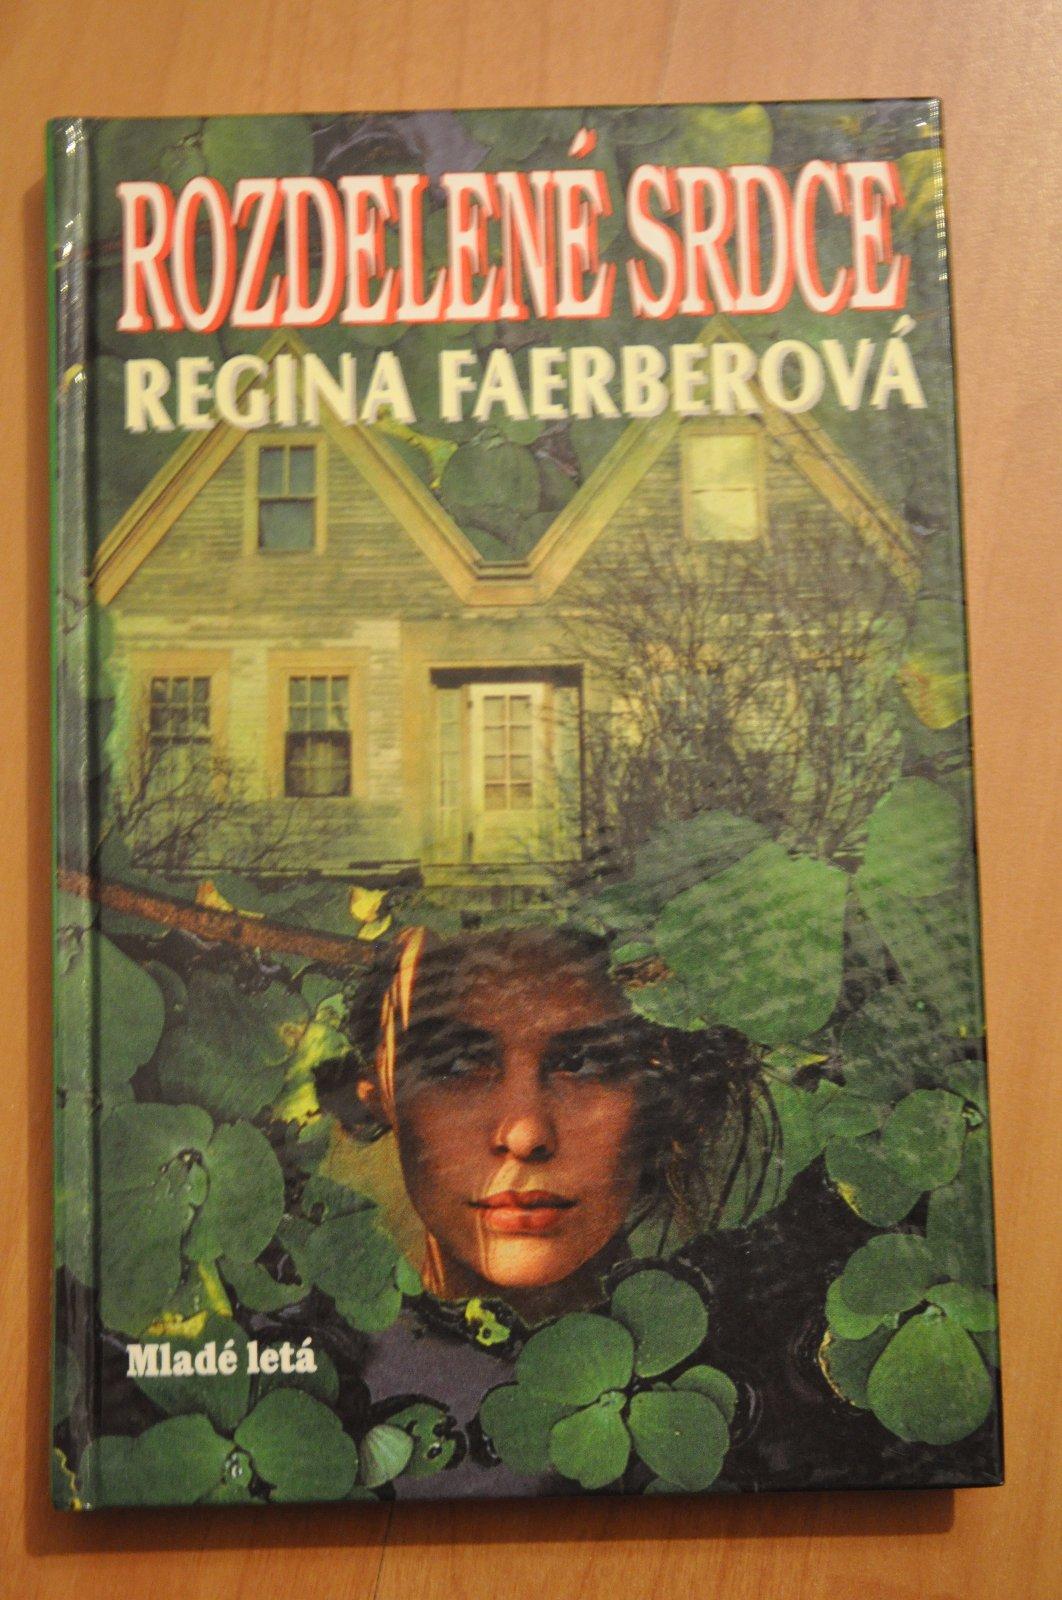 ROZDELENÉ SRDCE
REGINA FAERBEROVÁ
Mladé letá